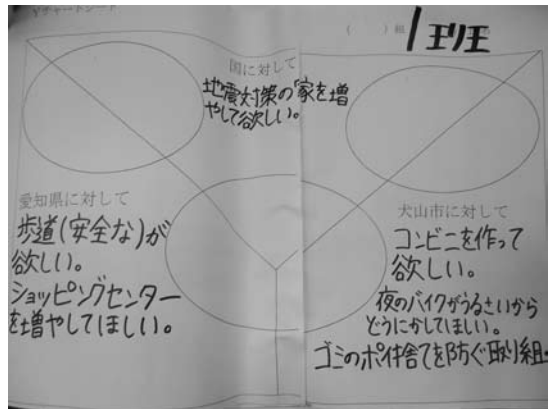 Yチャートシート
( )組 1班
国に対して
地震対策の家を増
やして欲しい。
愛知県に対して
歩道(安全な)が
欲しい。
ショッピングセンター
を増やしてほしい。
犬山市に対して
コンビニを作って
欲しい。
夜のバイクがうるさいから
どうにかしてほしい。
ゴミのポイ捨てを防ぐ取り組